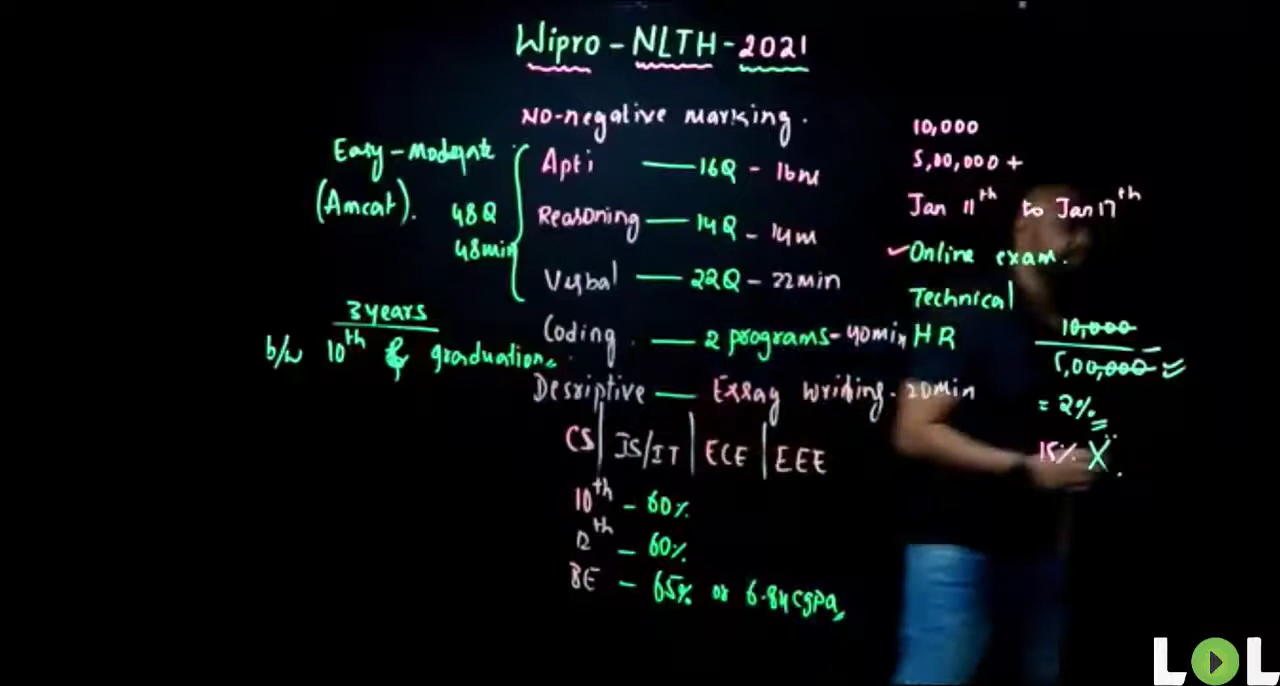 Wipro - NLTH - 2021
NO-negative marking.
Easy-Moderate
(Amcat).
48Q
48min
Apti — 16Q - 16m
Reasoning — 14Q - 14m
Verbal — 22Q - 22min
Coding. — 2 programs - 40min
Desriptive — Essay writing. 20min
3 years
b/w 10th & graduation.
CS | IS/IT | ECE | EEE
10th - 60%
12th - 60%
BE - 65% or 6.84 cgpa
10,000
5,00,000 +
Jan 11th to Jan 17th
Online exam.
Technical
HR
10,000
5,00,000
= 2%
15% X
LOL